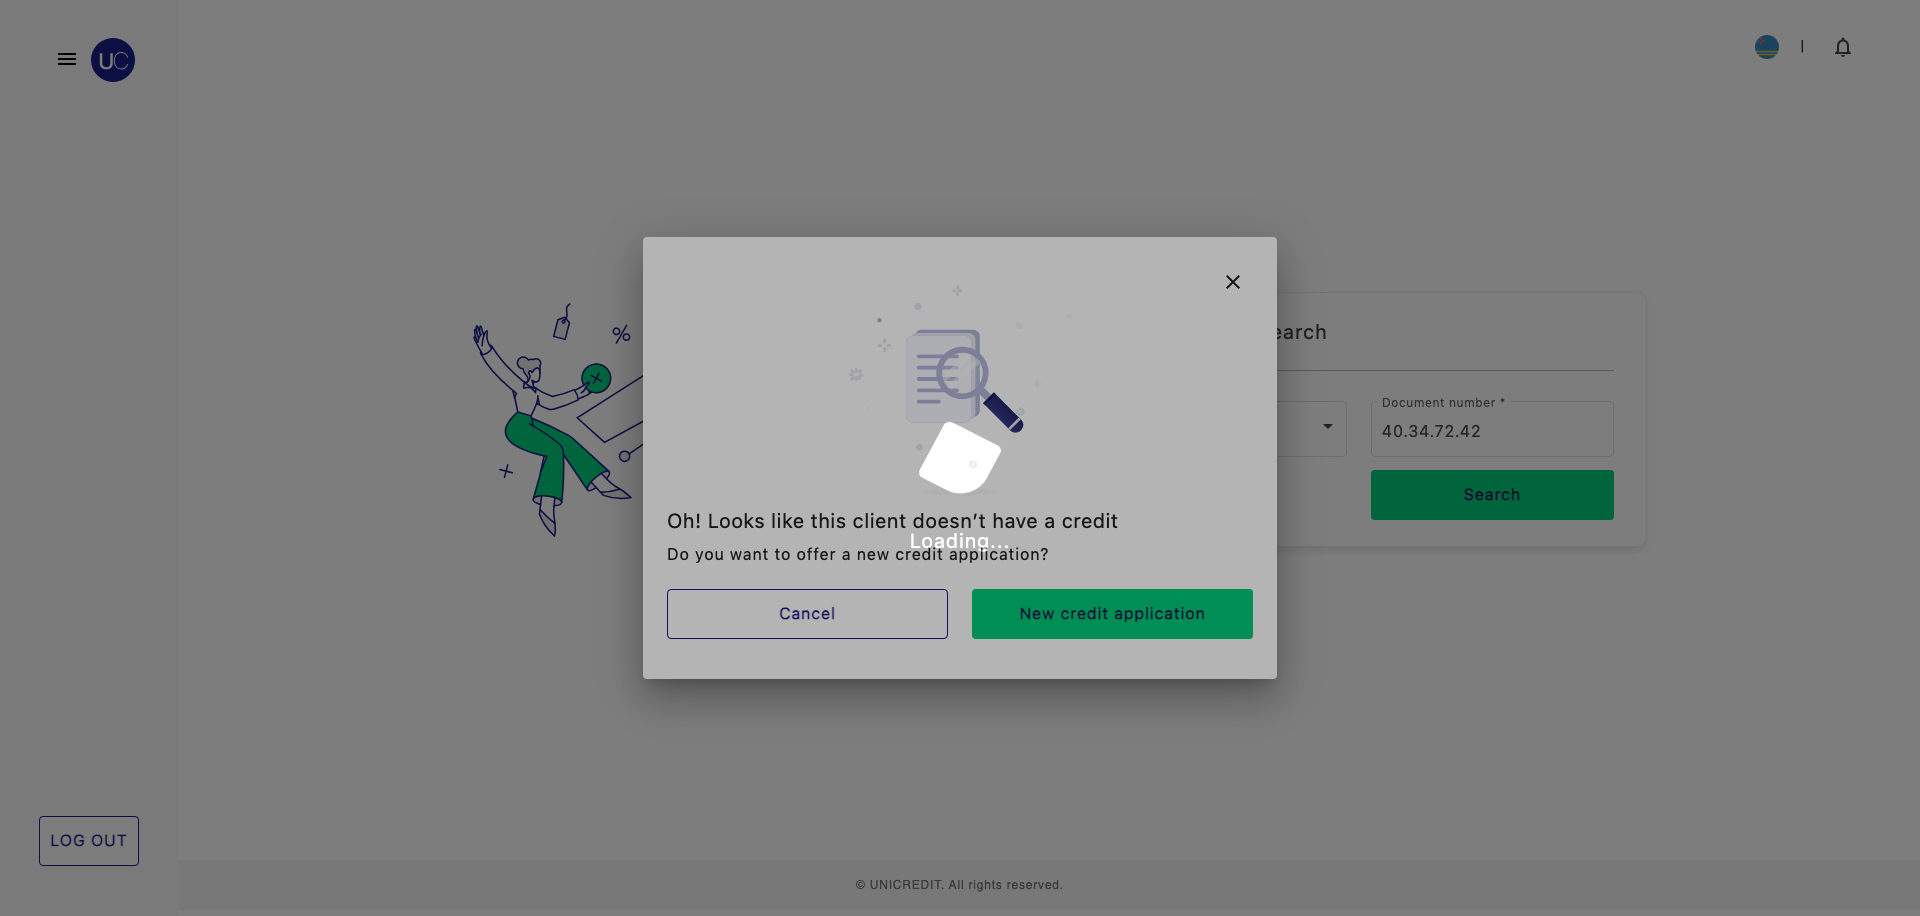 UC
|
earch
Document number *
40.34.72.42
Search
Oh! Looks like this client doesn’t have a credit
Loading...
Do you want to offer a new credit application?
Cancel
New credit application
LOG OUT
© UNICREDIT. All rights reserved.